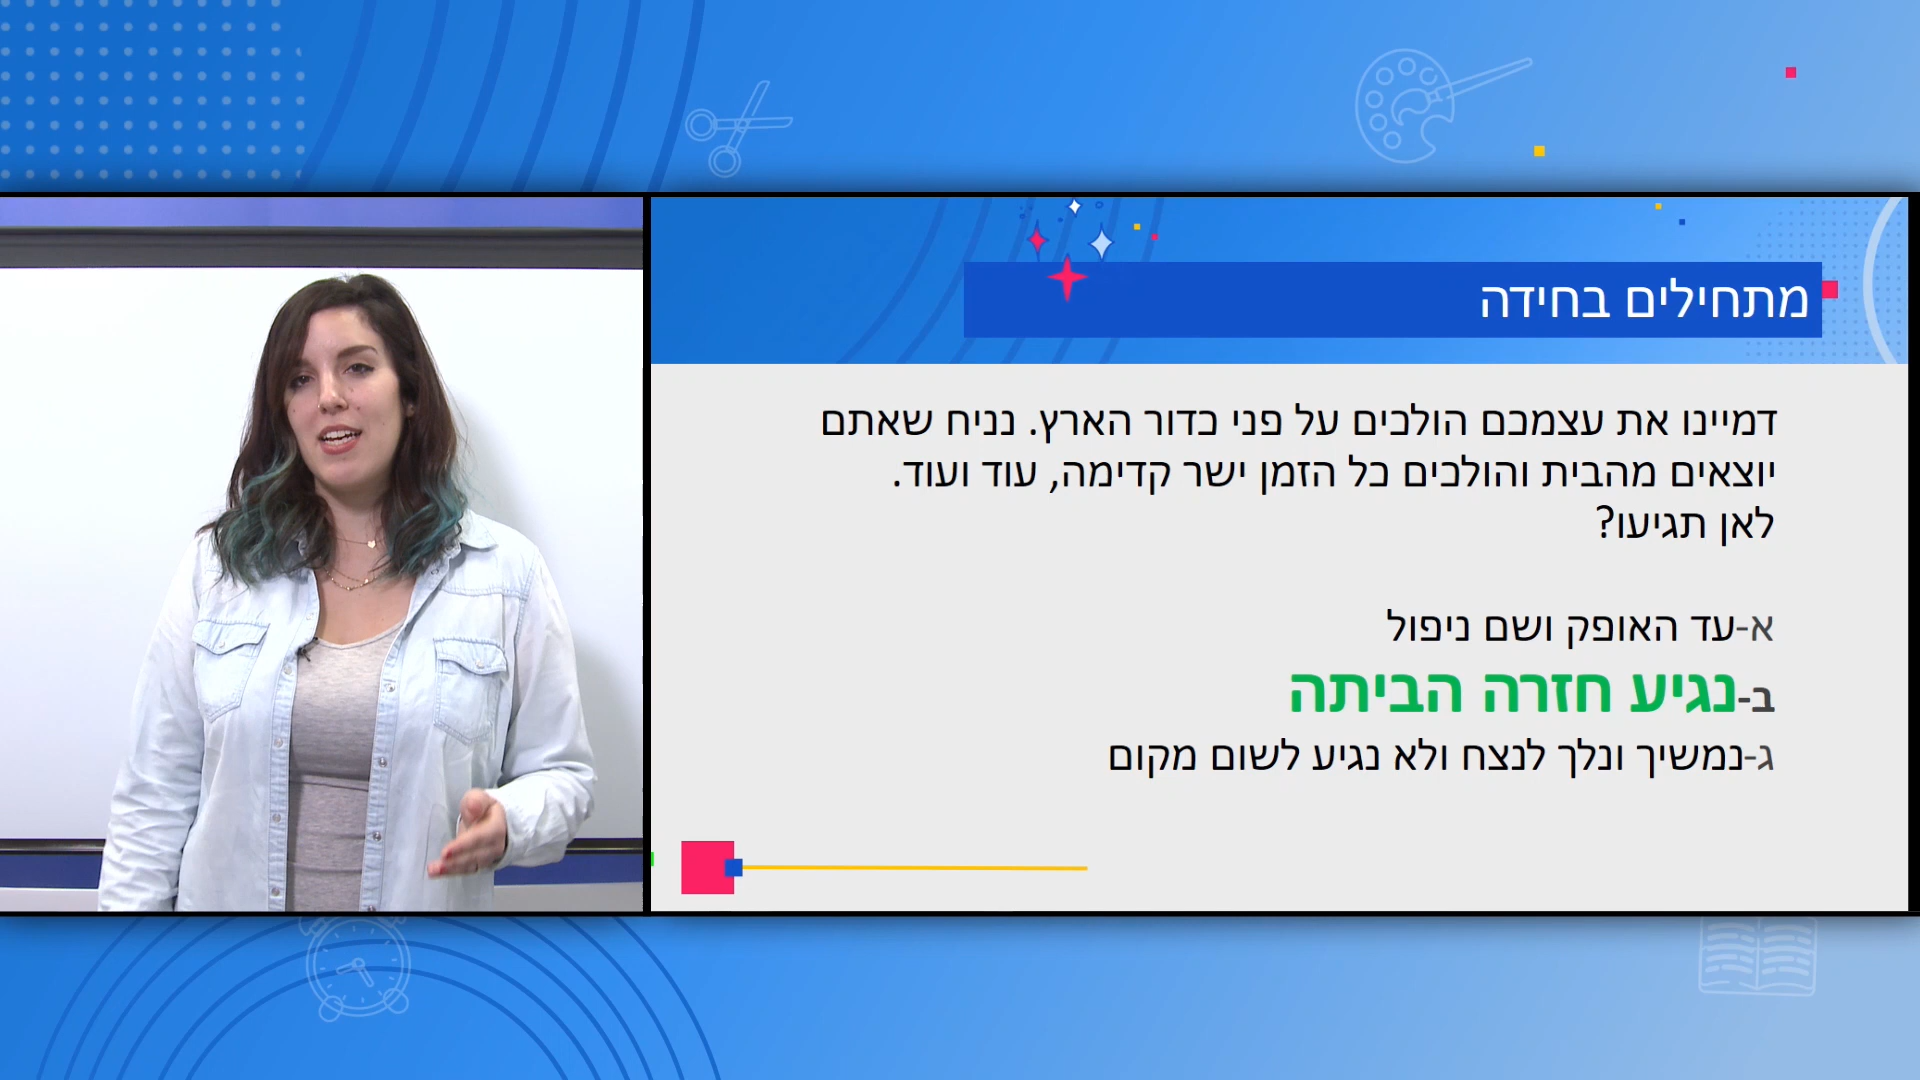 מתחילים בחידה
דמיינו את עצמכם הולכים על פני כדור הארץ. נניח שאתם
יוצאים מהבית והולכים כל הזמן ישר קדימה, עוד ועוד.
לאן תגיעו?
א-עד האופק ושם ניפול
ב-נגיע חזרה הביתה
ג-נמשיך ונלך לנצח ולא נגיע לשום מקום